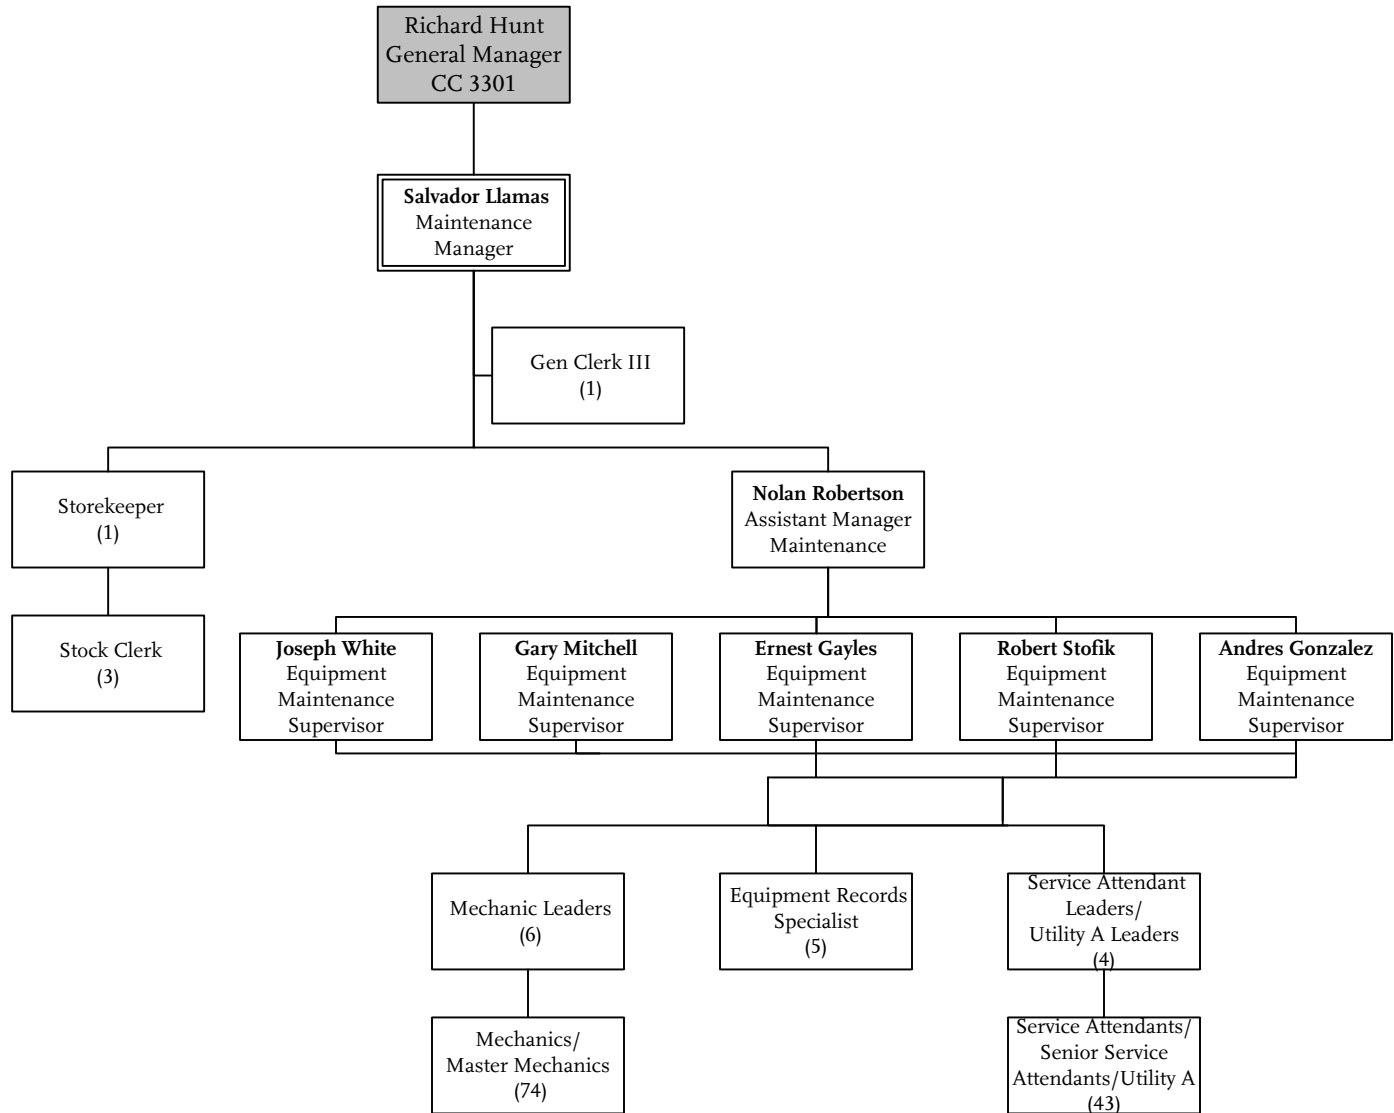 Richard Hunt
General Manager
CC 3301
Salvador Llamas
Maintenance
Manager
Gen Clerk III
(1)
Storekeeper
(1)
Nolan Robertson
Assistant Manager
Maintenance
Stock Clerk
(3)
Joseph White
Equipment
Maintenance
Supervisor
Gary Mitchell
Equipment
Maintenance
Supervisor
Ernest Gayles
Equipment
Maintenance
Supervisor
Robert Stofik
Equipment
Maintenance
Supervisor
Andres Gonzalez
Equipment
Maintenance
Supervisor
Mechanic Leaders
(6)
Equipment Records
Specialist
(5)
Service Attendant
Leaders/
Utility A Leaders
(4)
Mechanics/
Master Mechanics
(74)
Service Attendants/
Senior Service
Attendants/Utility A
(43)